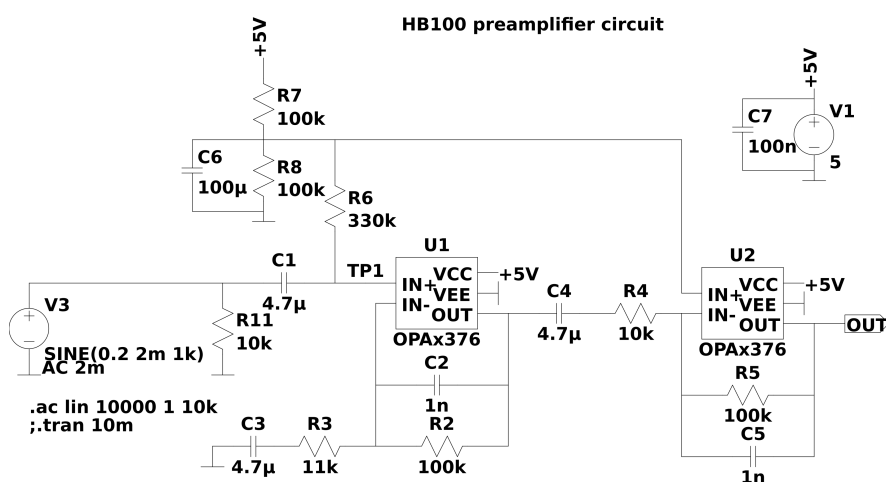 HB100 preamplifier circuit
+5V
R7
100k
C6
100µ
R8
100k
R6
330k
+5V
C7
100n
V1
5
C1
4.7µ
TP1
U1
IN+
IN-
VCC
VEE
OUT
+5V
OPAx376
V3
SINE(0.2 2m 1k)
AC 2m
R11
10k
C4
4.7µ
R4
10k
U2
IN+
IN-
VCC
VEE
OUT
+5V
OPAx376
OUT
C2
1n
R5
100k
C5
1n
.ac lin 10000 1 10k
;.tran 10m
C3
4.7µ
R3
11k
R2
100k